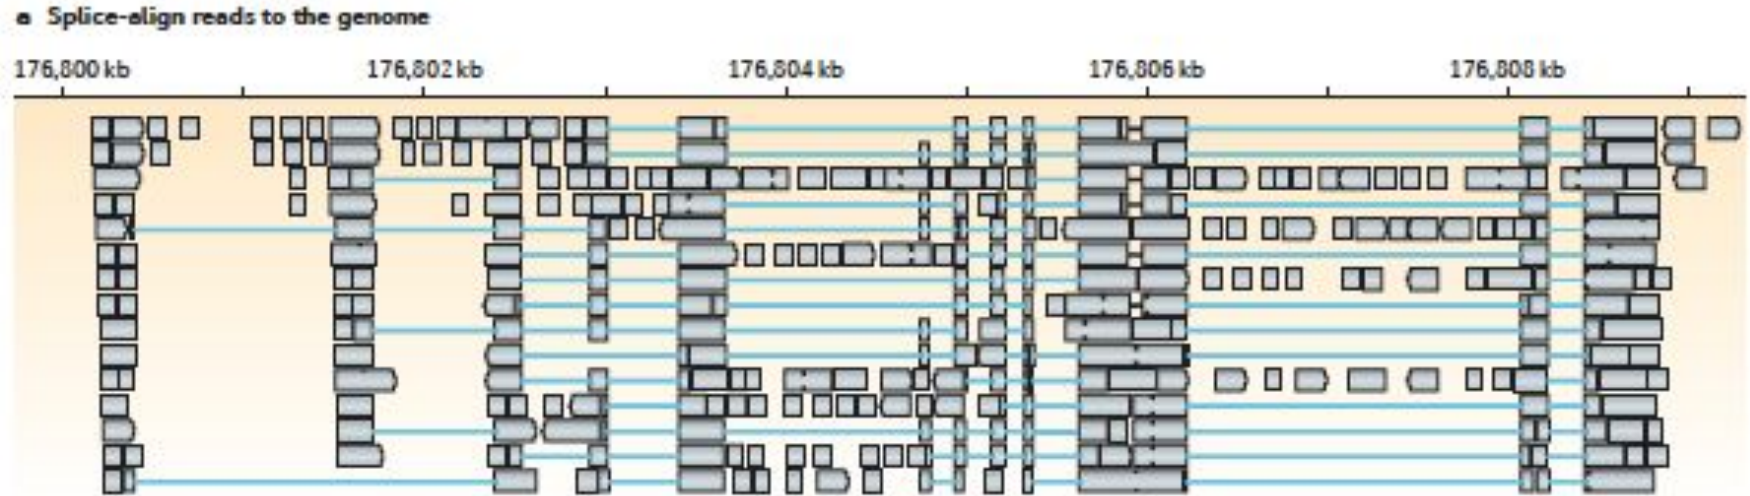 a Splice-align reads to the genome
176,800 kb 176,802 kb 176,804 kb 176,806 kb 176,808 kb